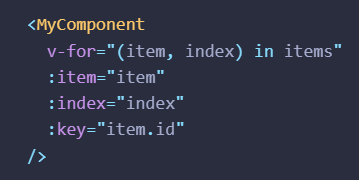 <MyComponent
v-for="(item, index) in items"
:item="item"
:index="index"
:key="item.id"
/>